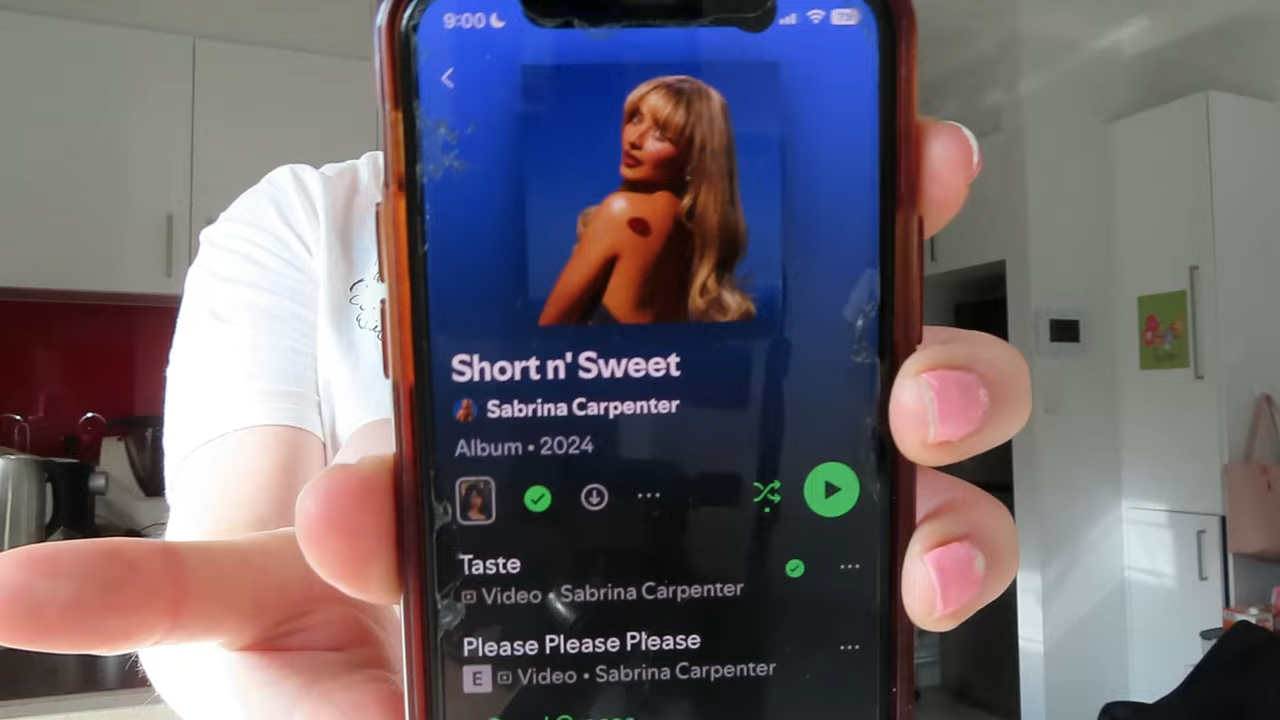 9:00
Short n' Sweet
Sabrina Carpenter
Album • 2024
Taste
Video • Sabrina Carpenter
Please Please Please
E Video • Sabrina Carpenter